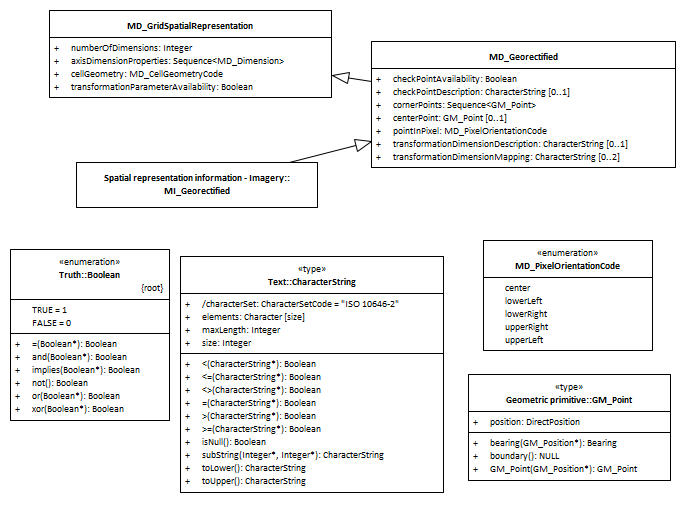 MD_GridSpatialRepresentation
+ numberOfDimensions: Integer
+ axisDimensionProperties: Sequence<MD_Dimension>
+ cellGeometry: MD_CellGeometryCode
+ transformationParameterAvailability: Boolean
MD_Georectified
+ checkPointAvailability: Boolean
+ checkPointDescription: CharacterString [0..1]
+ cornerPoints: Sequence<GM_Point>
+ centerPoint: GM_Point [0..1]
+ pointInPixel: MD_PixelOrientationCode
+ transformationDimensionDescription: CharacterString [0..1]
+ transformationDimensionMapping: CharacterString [0..2]
Spatial representation information - Imagery::
MI_Georectified
«enumeration»
Truth::Boolean
{root}
TRUE = 1
FALSE = 0
+ =(Boolean*): Boolean
+ and(Boolean*): Boolean
+ implies(Boolean*): Boolean
+ not(): Boolean
+ or(Boolean*): Boolean
+ xor(Boolean*): Boolean
«type»
Text::CharacterString
+ /characterSet: CharacterSetCode = "ISO 10646-2"
+ elements: Character [size]
+ maxLength: Integer
+ size: Integer
+ <(CharacterString*): Boolean
+ <=(CharacterString*): Boolean
+ <>(CharacterString*): Boolean
+ =(CharacterString*): Boolean
+ >(CharacterString*): Boolean
+ >=(CharacterString*): Boolean
+ isNull(): Boolean
+ subString(Integer*, Integer*): CharacterString
+ toLower(): CharacterString
+ toUpper(): CharacterString
«enumeration»
MD_PixelOrientationCode
center
lowerLeft
lowerRight
upperRight
upperLeft
«type»
Geometric primitive::GM_Point
+ position: DirectPosition
+ bearing(GM_Position*): Bearing
+ boundary(): NULL
+ GM_Point(GM_Position*): GM_Point